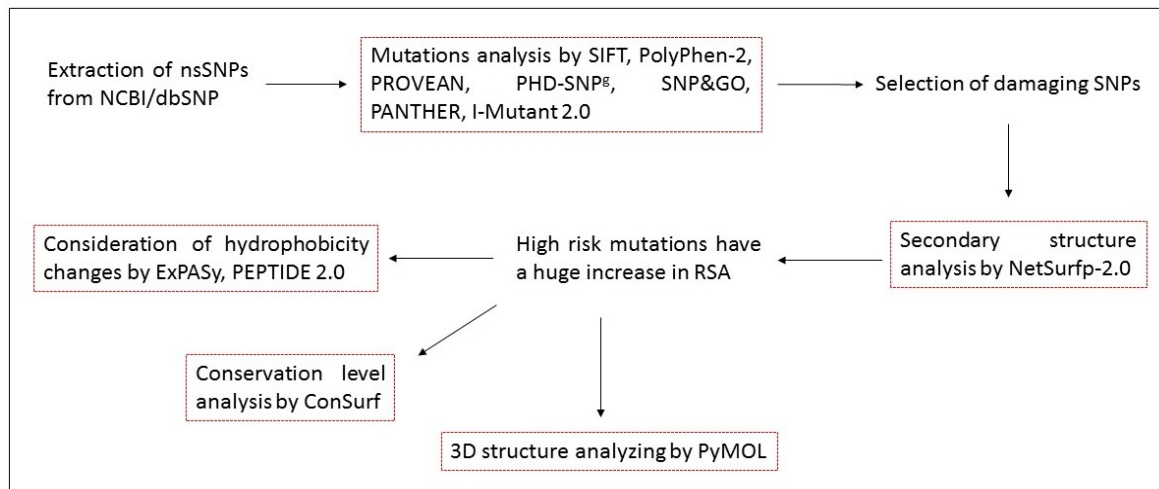 Extraction of nsSNPs
from NCBI/dbSNP
Mutations analysis by SIFT, PolyPhen-2,
PROVEAN, PHD-SNPᵍ, SNP&GO,
PANTHER, I-Mutant 2.0
Selection of damaging SNPs
Secondary structure
analysis by NetSurfp-2.0
High risk mutations have
a huge increase in RSA
Consideration of hydrophobicity
changes by ExPASy, PEPTIDE 2.0
Conservation level
analysis by ConSurf
3D structure analyzing by PyMOL